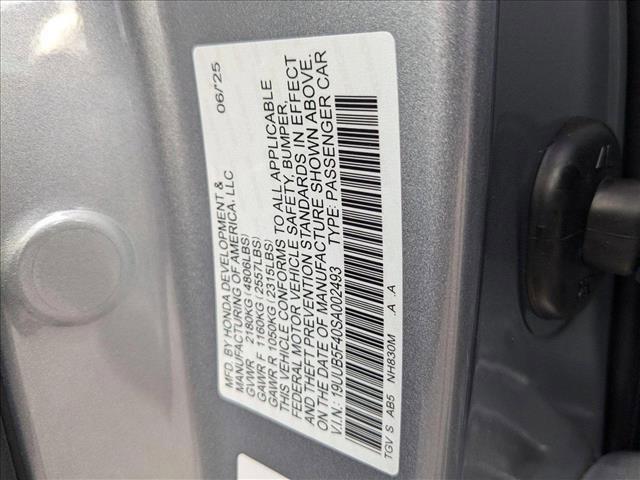 MFD. BY HONDA DEVELOPMENT & 06/'25
MANUFACTURING OF AMERICA, LLC
GVWR 2180KG (4806LBS)
GAWR F 1160KG (2557LBS)
GAWR R 1050KG (2315LBS)
THIS VEHICLE CONFORMS TO ALL APPLICABLE
FEDERAL MOTOR VEHICLE SAFETY, BUMPER,
AND THEFT PREVENTION STANDARDS IN EFFECT
ON THE DATE OF MANUFACTURE SHOWN ABOVE.
V.I.N.: 19UUB5F40SA002493 TYPE: PASSENGER CAR
TGV S AB5 NH830M .A .A